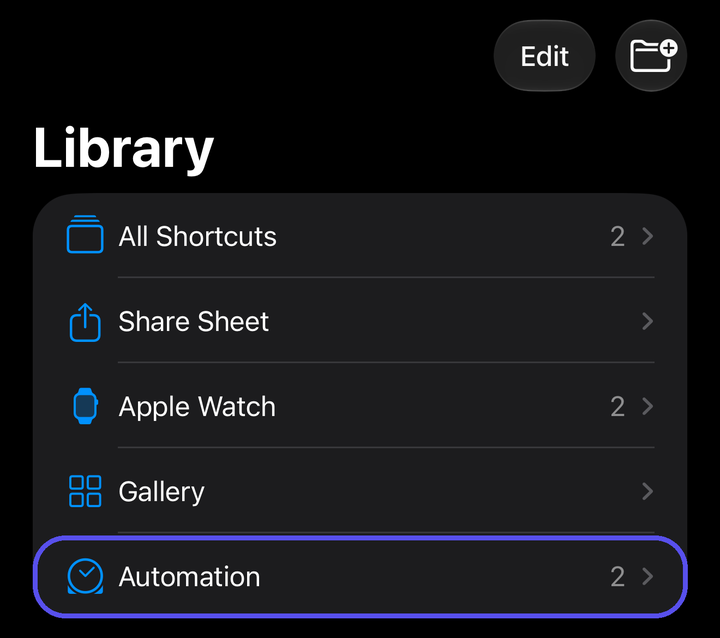 Edit
Library
All Shortcuts 2
Share Sheet
Apple Watch 2
Gallery
Automation 2